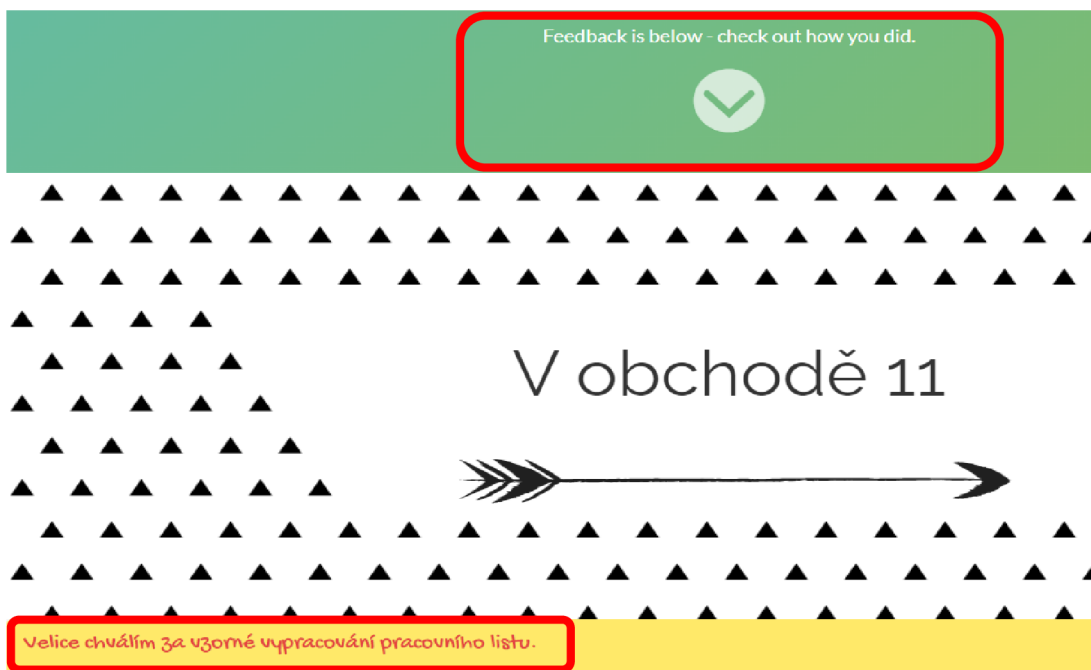 Feedback is below - check out how you did.
V obchodě 11
Velice chválím za vzorné vypracování pracovního listu.